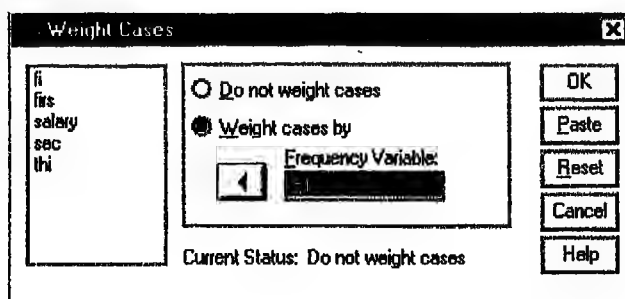 Weight Cases
fi
firs
salary
sec
thi
Do not weight cases
Weight cases by
Frequency Variable:
Current Status: Do not weight cases
OK
Paste
Reset
Cancel
Help